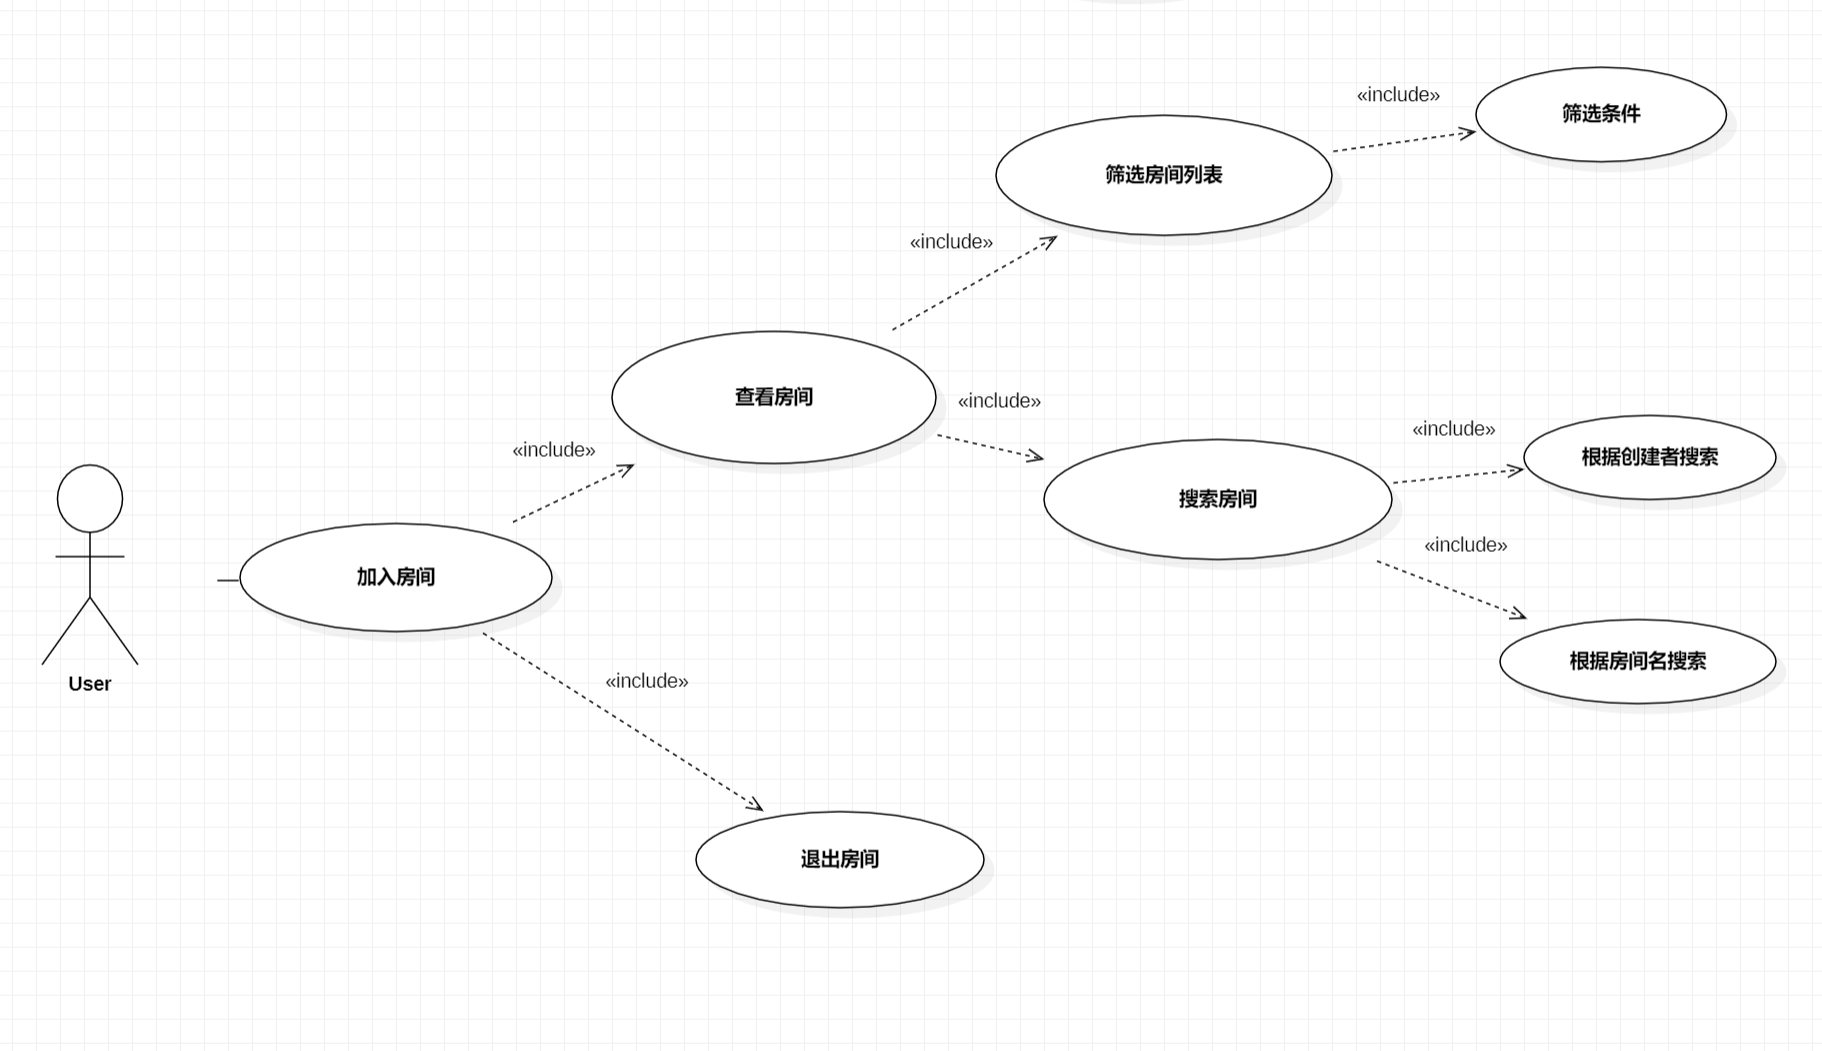 «include»
筛选条件
筛选房间列表
«include»
查看房间
«include»
«include»
«include»
根据创建者搜索
搜索房间
«include»
加入房间
根据房间名搜索
User
«include»
退出房间